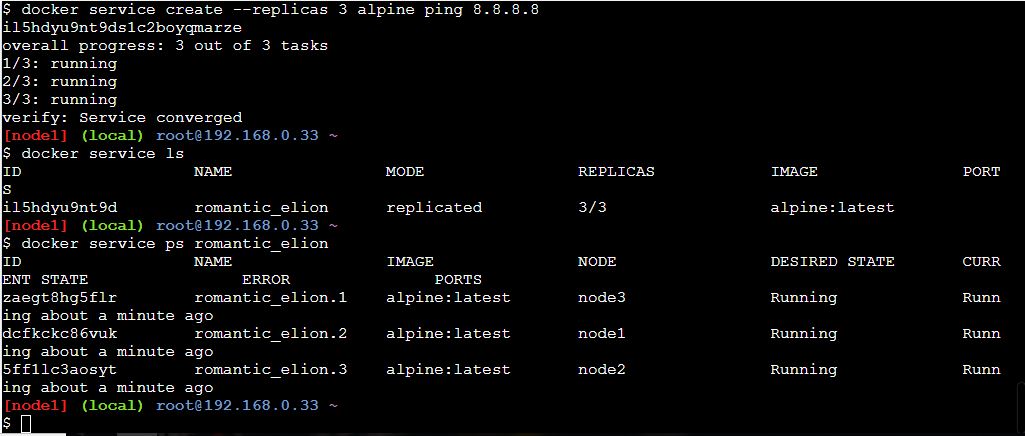 $ docker service create --replicas 3 alpine ping 8.8.8.8
il5hdyu9nt9ds1c2boyqmarze
overall progress: 3 out of 3 tasks
1/3: running
2/3: running
3/3: running
verify: Service converged
[node1] (local) root@192.168.0.33 ~
$ docker service ls
ID                  NAME                MODE                REPLICAS            IMAGE               PORT
S
il5hdyu9nt9d        romantic_elion      replicated          3/3                 alpine:latest
[node1] (local) root@192.168.0.33 ~
$ docker service ps romantic_elion
ID                  NAME                IMAGE               NODE                DESIRED STATE       CURR
ENT STATE                ERROR               PORTS
zaegt8hg5flr        romantic_elion.1    alpine:latest       node3               Running             Runn
ing about a minute ago
dcfkckc86vuk        romantic_elion.2    alpine:latest       node1               Running             Runn
ing about a minute ago
5ff1lc3aosyt        romantic_elion.3    alpine:latest       node2               Running             Runn
ing about a minute ago
[node1] (local) root@192.168.0.33 ~
$